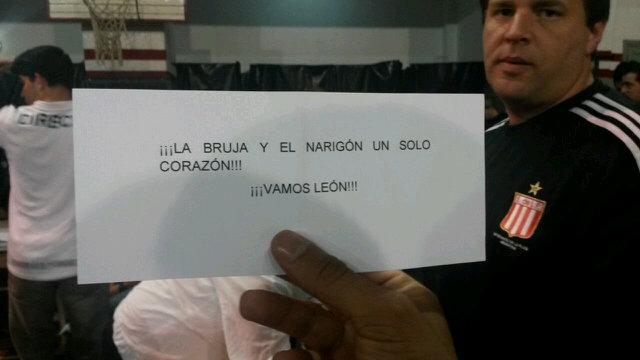 ¡¡¡LA BRUJA Y EL NARIGÓN UN SOLO
CORAZÓN!!!
¡¡¡VAMOS LEÓN!!!